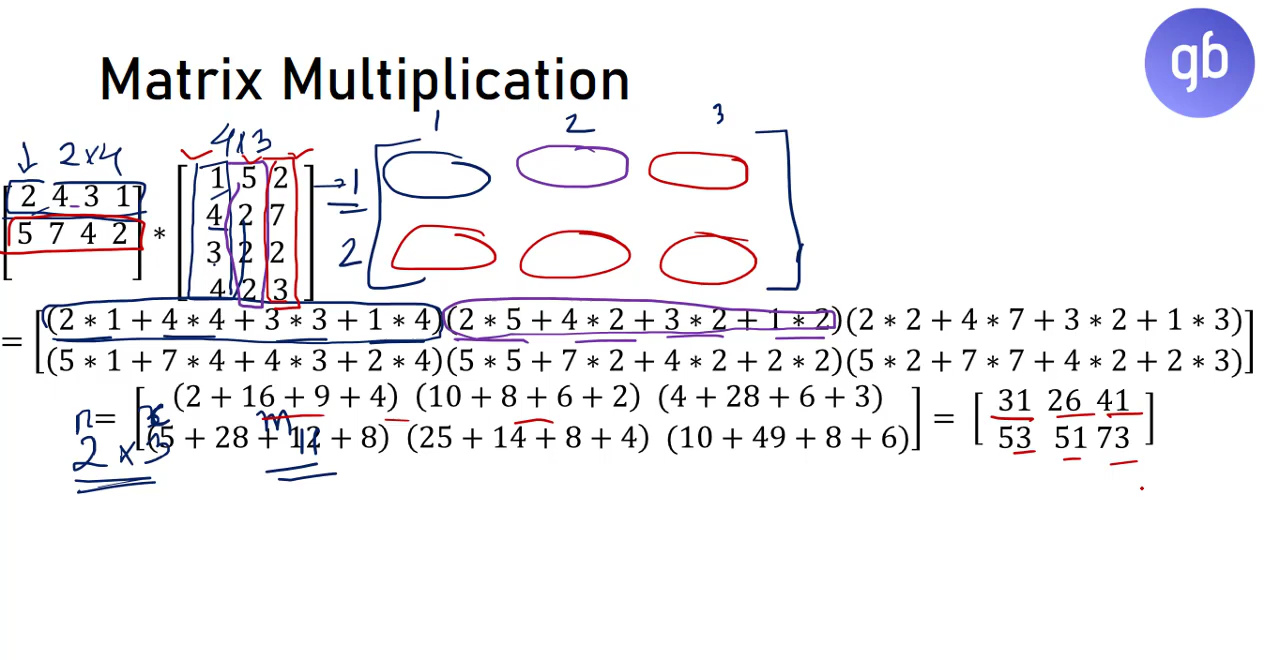 gb
Matrix Multiplication
1 2 3
2x4 4x3
2 4 3 1
5 7 4 2
*
1 5 2
4 2 7
3 2 2
4 2 3
→ 1
2
= [(2 * 1 + 4 * 4 + 3 * 3 + 1 * 4)(2 * 5 + 4 * 2 + 3 * 2 + 1 * 2)(2 * 2 + 4 * 7 + 3 * 2 + 1 * 3)
(5 * 1 + 7 * 4 + 4 * 3 + 2 * 4)(5 * 5 + 7 * 2 + 4 * 2 + 2 * 2)(5 * 2 + 7 * 7 + 4 * 2 + 2 * 3)]
= [(2 + 16 + 9 + 4) (10 + 8 + 6 + 2) (4 + 28 + 6 + 3)
(5 + 28 + 12 + 8) (25 + 14 + 8 + 4) (10 + 49 + 8 + 6)] = [31 26 41
53 51 73]
n m
2 x 3